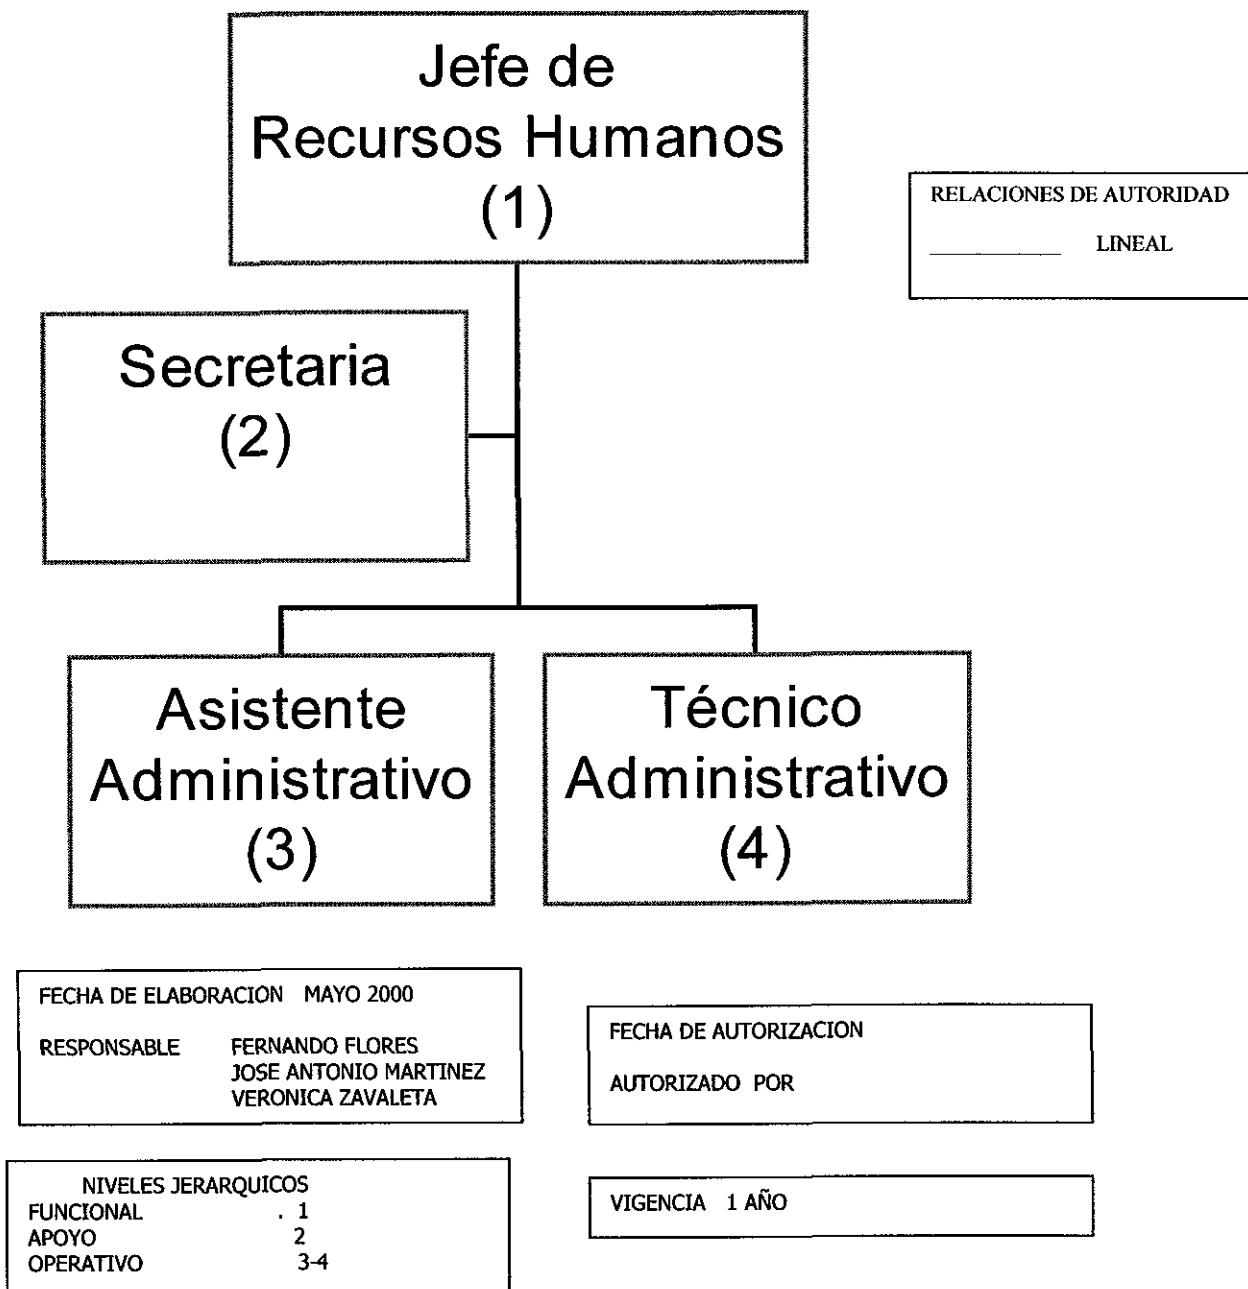 Jefe de
Recursos Humanos
(1)
RELACIONES DE AUTORIDAD
LINEAL
Secretaria
(2)
Asistente
Administrativo
(3)
Técnico
Administrativo
(4)
FECHA DE ELABORACION MAYO 2000
RESPONSABLE FERNANDO FLORES
JOSE ANTONIO MARTINEZ
VERONICA ZAVALETA
FECHA DE AUTORIZACION
AUTORIZADO POR
NIVELES JERARQUICOS
FUNCIONAL . 1
APOYO 2
OPERATIVO 3-4
VIGENCIA 1 AÑO